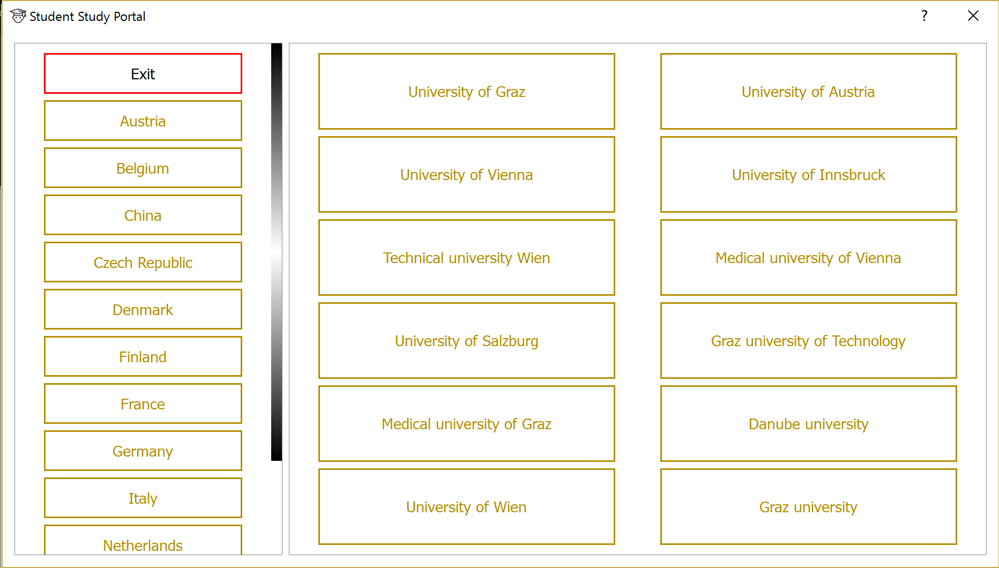 Student Study Portal
?
Exit
Austria
Belgium
China
Czech Republic
Denmark
Finland
France
Germany
Italy
Netherlands
University of Graz
University of Austria
University of Vienna
University of Innsbruck
Technical university Wien
Medical university of Vienna
University of Salzburg
Graz university of Technology
Medical university of Graz
Danube university
University of Wien
Graz university